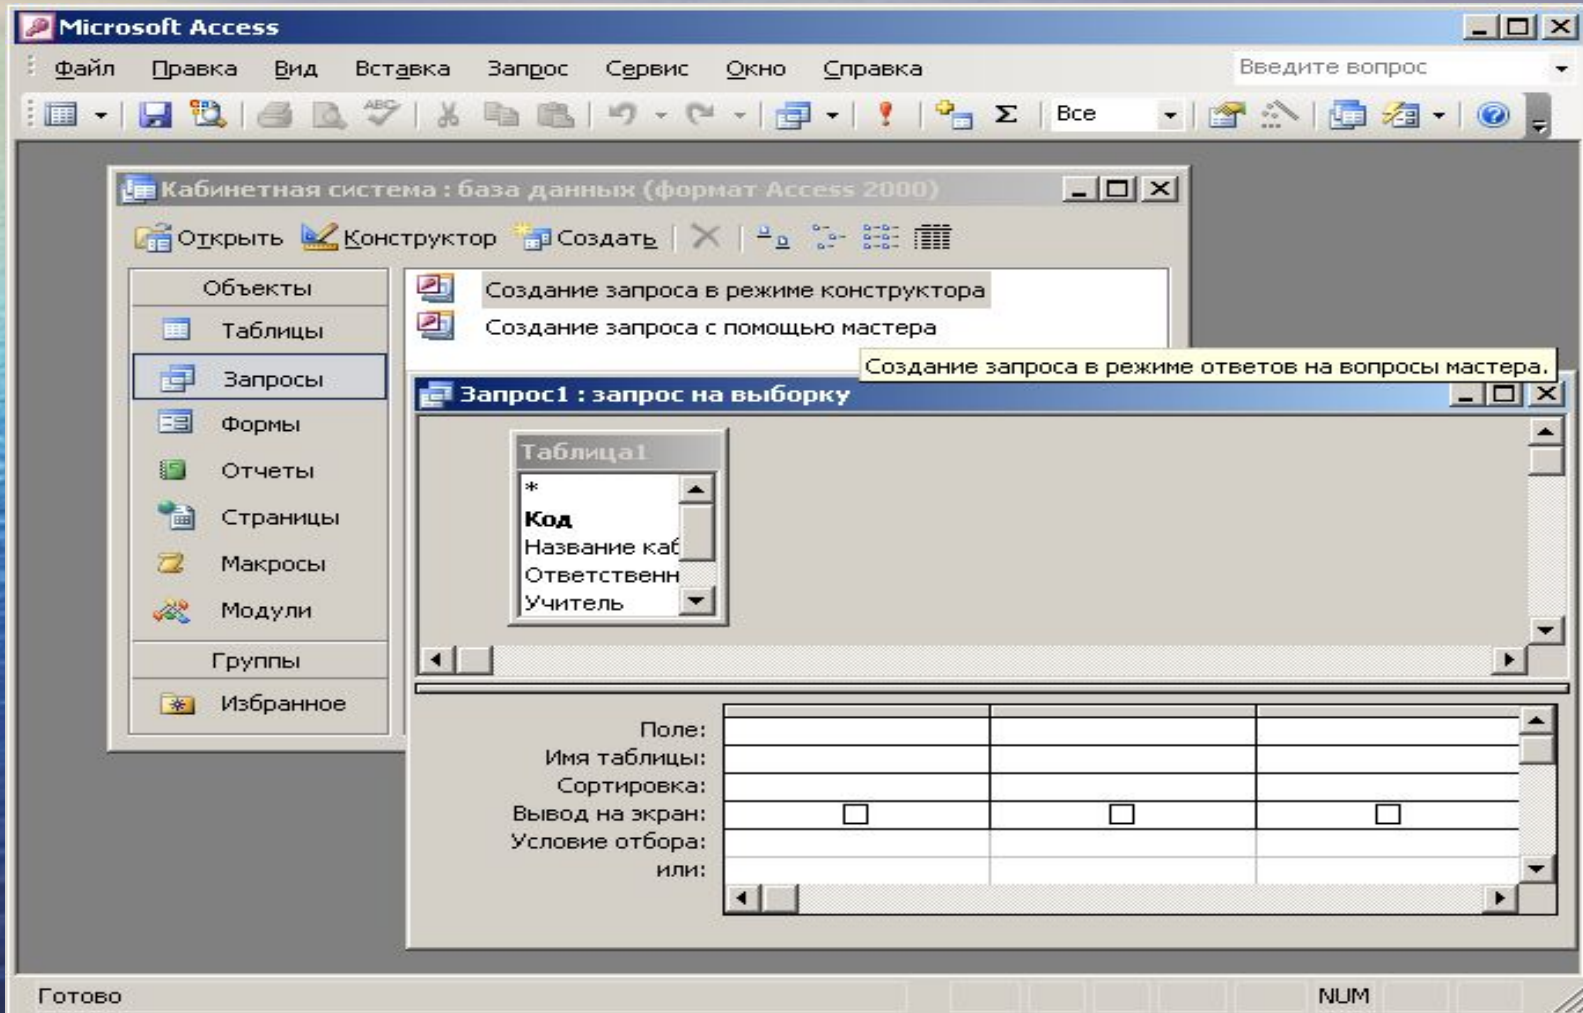 Microsoft Access
Файл Правка Вид Вставка Запрос Сервис Окно Справка Введите вопрос
ABC Σ Все
Кабинетная система : база данных (формат Access 2000)
Открыть Конструктор Создать
Объекты
Таблицы
Запросы
Формы
Отчеты
Страницы
Макросы
Модули
Группы
Избранное
Создание запроса в режиме конструктора
Создание запроса с помощью мастера
Создание запроса в режиме ответов на вопросы мастера.
Запрос1 : запрос на выборку
Таблица1
*
Код
Название каб
Ответственн
Учитель
Поле:
Имя таблицы:
Сортировка:
Вывод на экран:
Условие отбора:
или:
Готово NUM